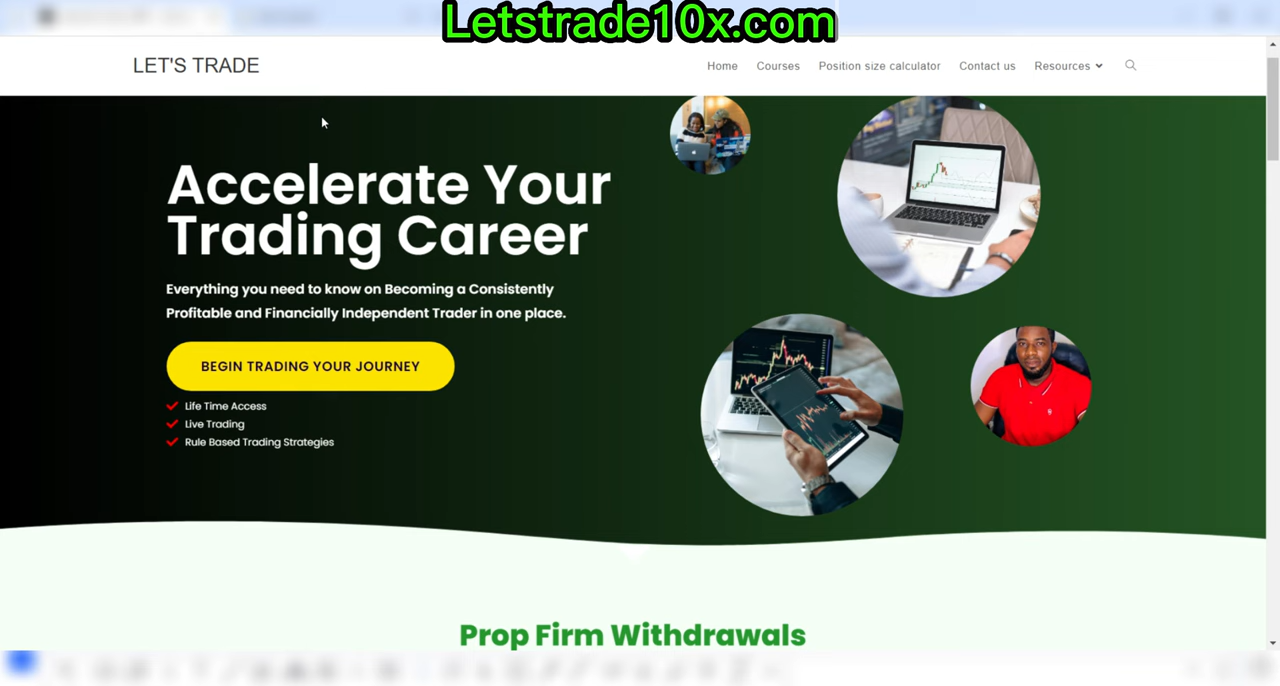 Letstrade10x.com
LET'S TRADE
Home Courses Position size calculator Contact us Resources
Accelerate Your
Trading Career
Everything you need to know on Becoming a Consistently
Profitable and Financially Independent Trader in one place.
BEGIN TRADING YOUR JOURNEY
Life Time Access
Live Trading
Rule Based Trading Strategies
Prop Firm Withdrawals